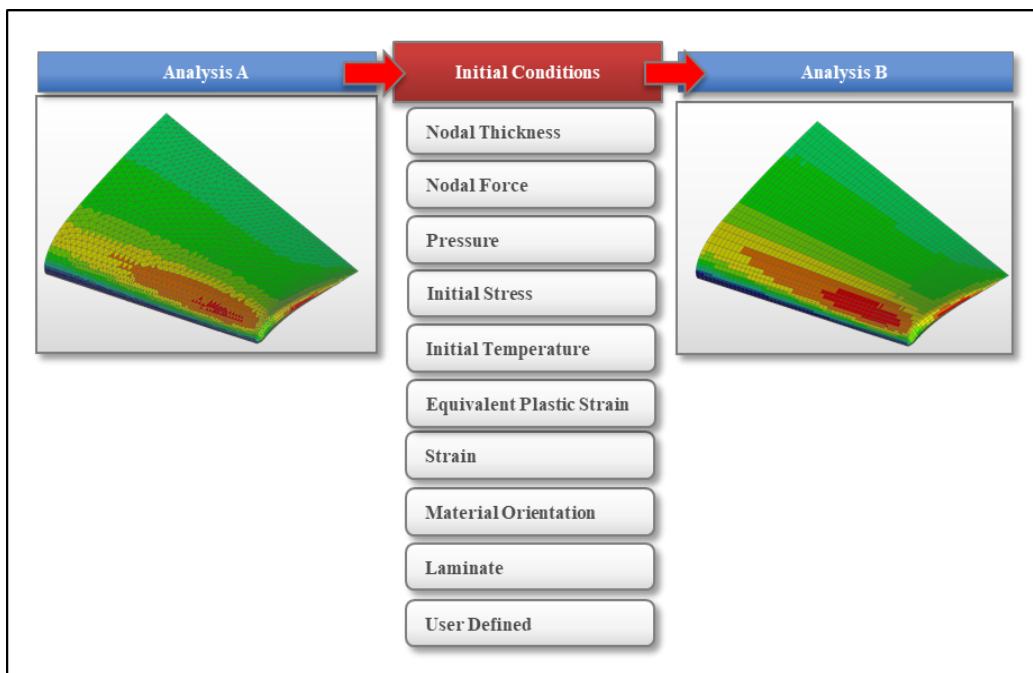 Analysis A
Initial Conditions
Analysis B
Nodal Thickness
Nodal Force
Pressure
Initial Stress
Initial Temperature
Equivalent Plastic Strain
Strain
Material Orientation
Laminate
User Defined